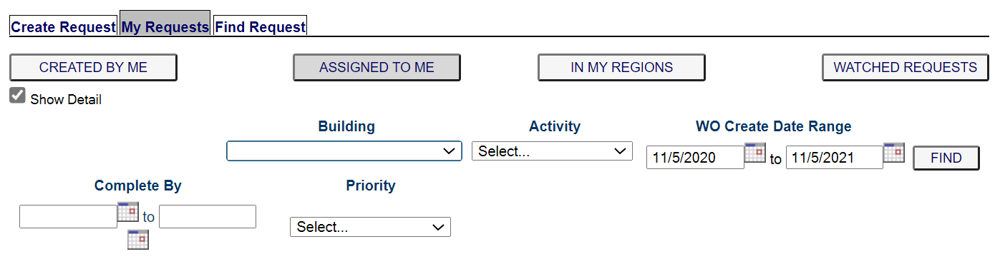 Create Request My Requests Find Request
CREATED BY ME ASSIGNED TO ME IN MY REGIONS WATCHED REQUESTS
Show Detail
Building Activity WO Create Date Range
Select... 11/5/2020 to 11/5/2021 FIND
Complete By Priority
to Select...